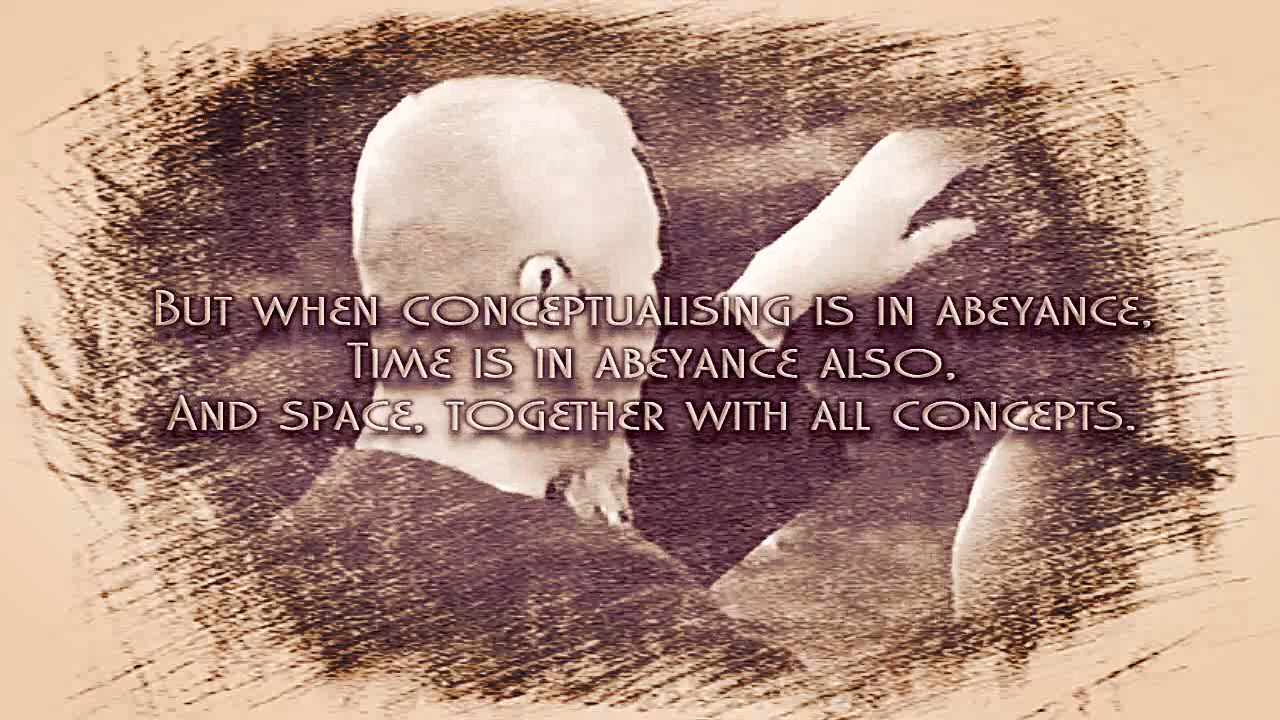 But when conceptualising is in abeyance,
Time is in abeyance also,
And space, together with all concepts.